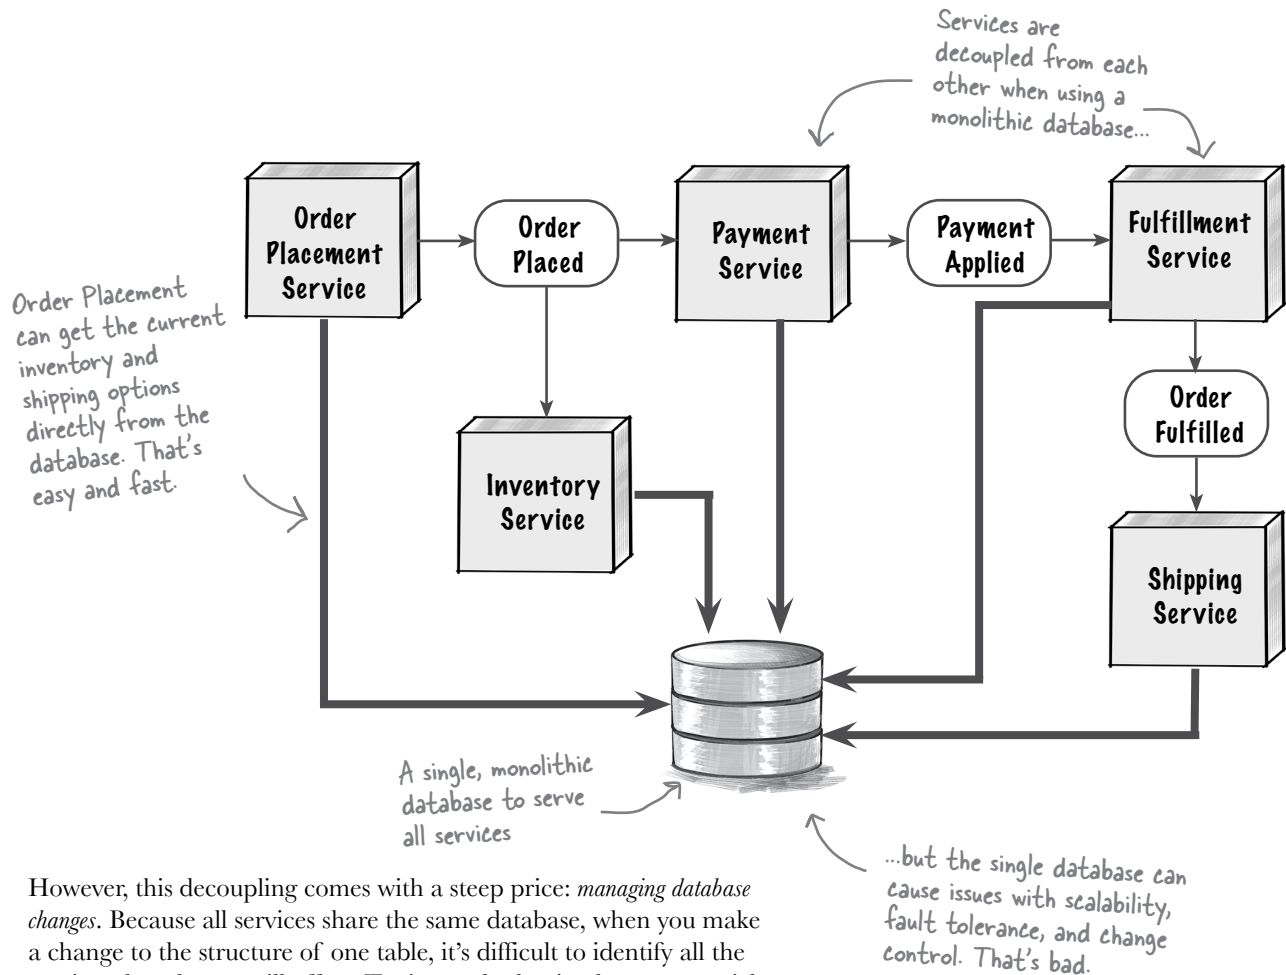 Services are
decoupled from each
other when using a
monolithic database...
Order
Placement
Service
Order
Placed
Payment
Service
Payment
Applied
Fulfillment
Service
Order Placement
can get the current
inventory and
shipping options
directly from the
database. That's
easy and fast.
Inventory
Service
Order
Fulfilled
Shipping
Service
A single, monolithic
database to serve
all services
...but the single database can
cause issues with scalability,
fault tolerance, and change
control. That's bad.
However, this decoupling comes with a steep price: managing database
changes. Because all services share the same database, when you make
a change to the structure of one table, it's difficult to identify all the